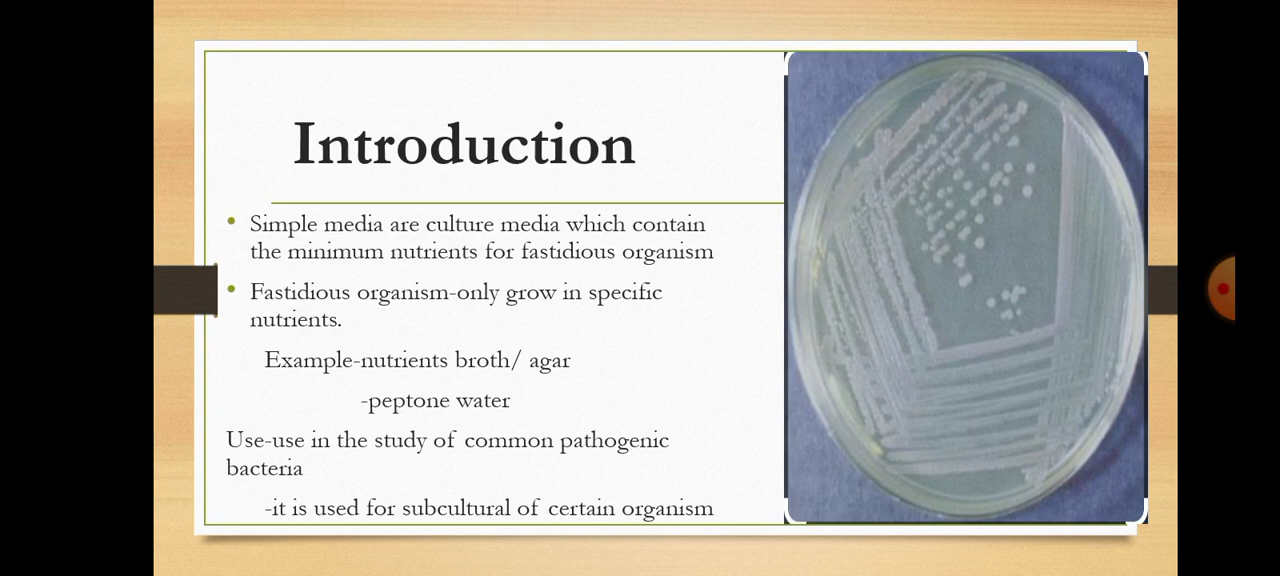 Introduction
• Simple media are culture media which contain
the minimum nutrients for fastidious organism
• Fastidious organism-only grow in specific
nutrients.
Example-nutrients broth/ agar
-peptone water
Use-use in the study of common pathogenic
bacteria
-it is used for subcultural of certain organism